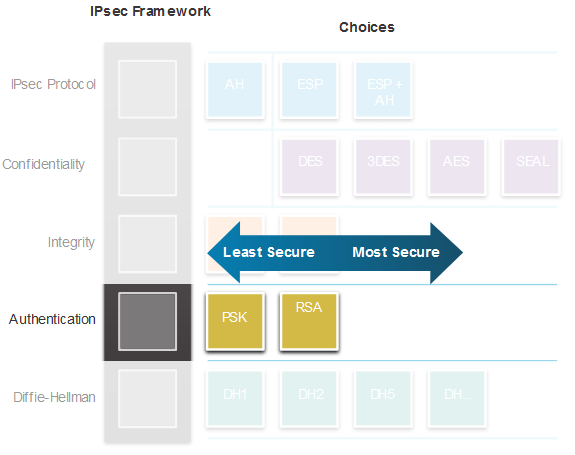 IPsec Framework
Choices
IPsec Protocol
AH
ESP
ESP +
AH
Confidentiality
DES
3DES
AES
SEAL
Integrity
Least Secure
Most Secure
Authentication
PSK
RSA
Diffie-Hellman
DH1
DH2
DH5
DH...